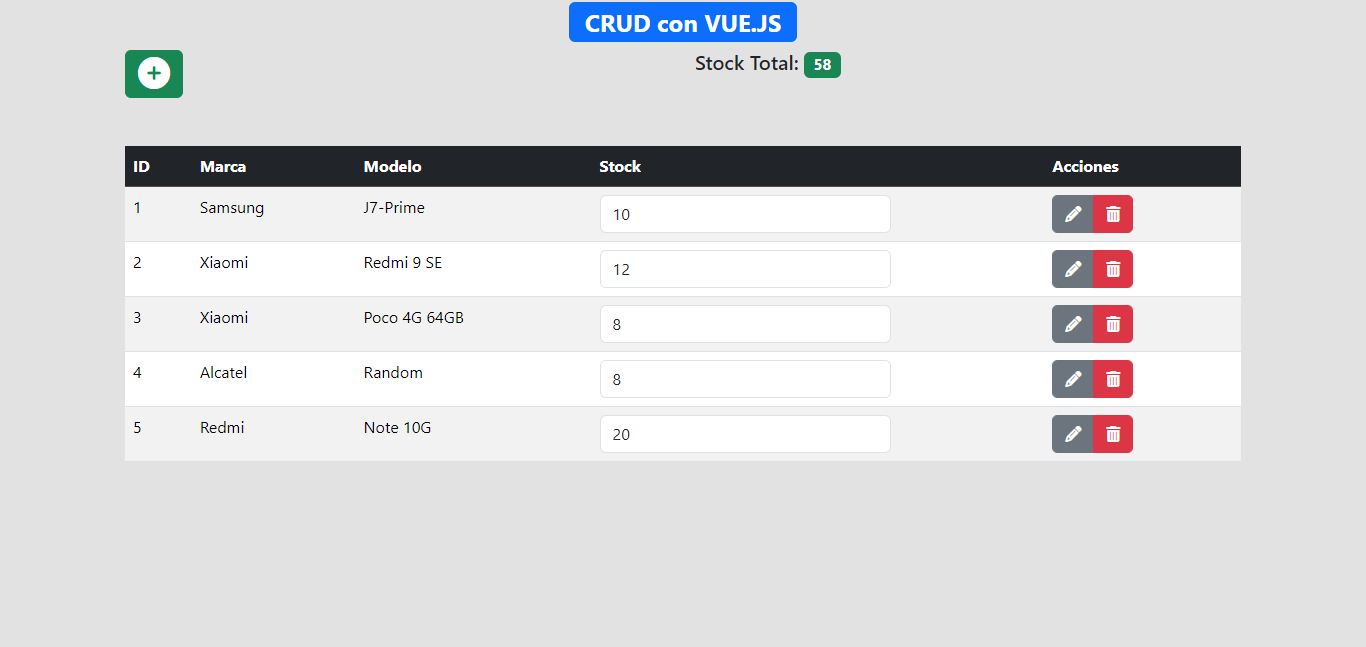 CRUD con VUE.JS
Stock Total: 58
ID Marca Modelo Stock Acciones
1 Samsung J7-Prime 10
2 Xiaomi Redmi 9 SE 12
3 Xiaomi Poco 4G 64GB 8
4 Alcatel Random 8
5 Redmi Note 10G 20